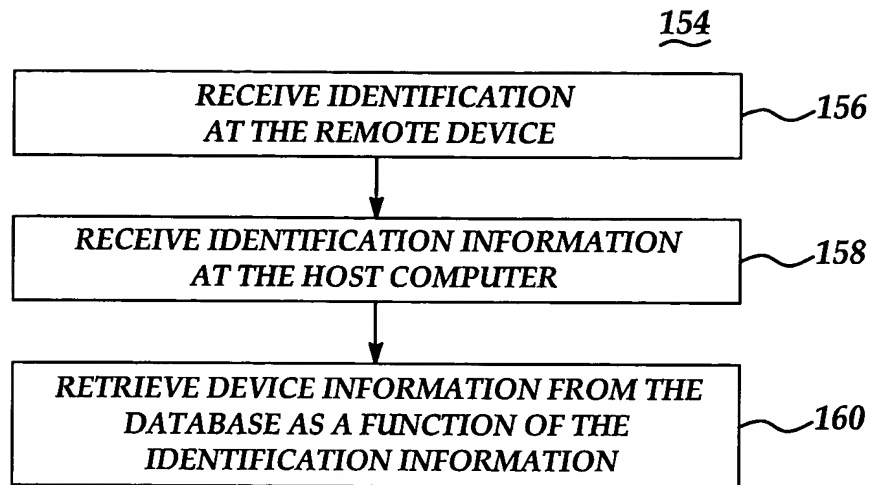 154
RECEIVE IDENTIFICATION
AT THE REMOTE DEVICE
156
RECEIVE IDENTIFICATION INFORMATION
AT THE HOST COMPUTER
158
RETRIEVE DEVICE INFORMATION FROM THE
DATABASE AS A FUNCTION OF THE
IDENTIFICATION INFORMATION
160